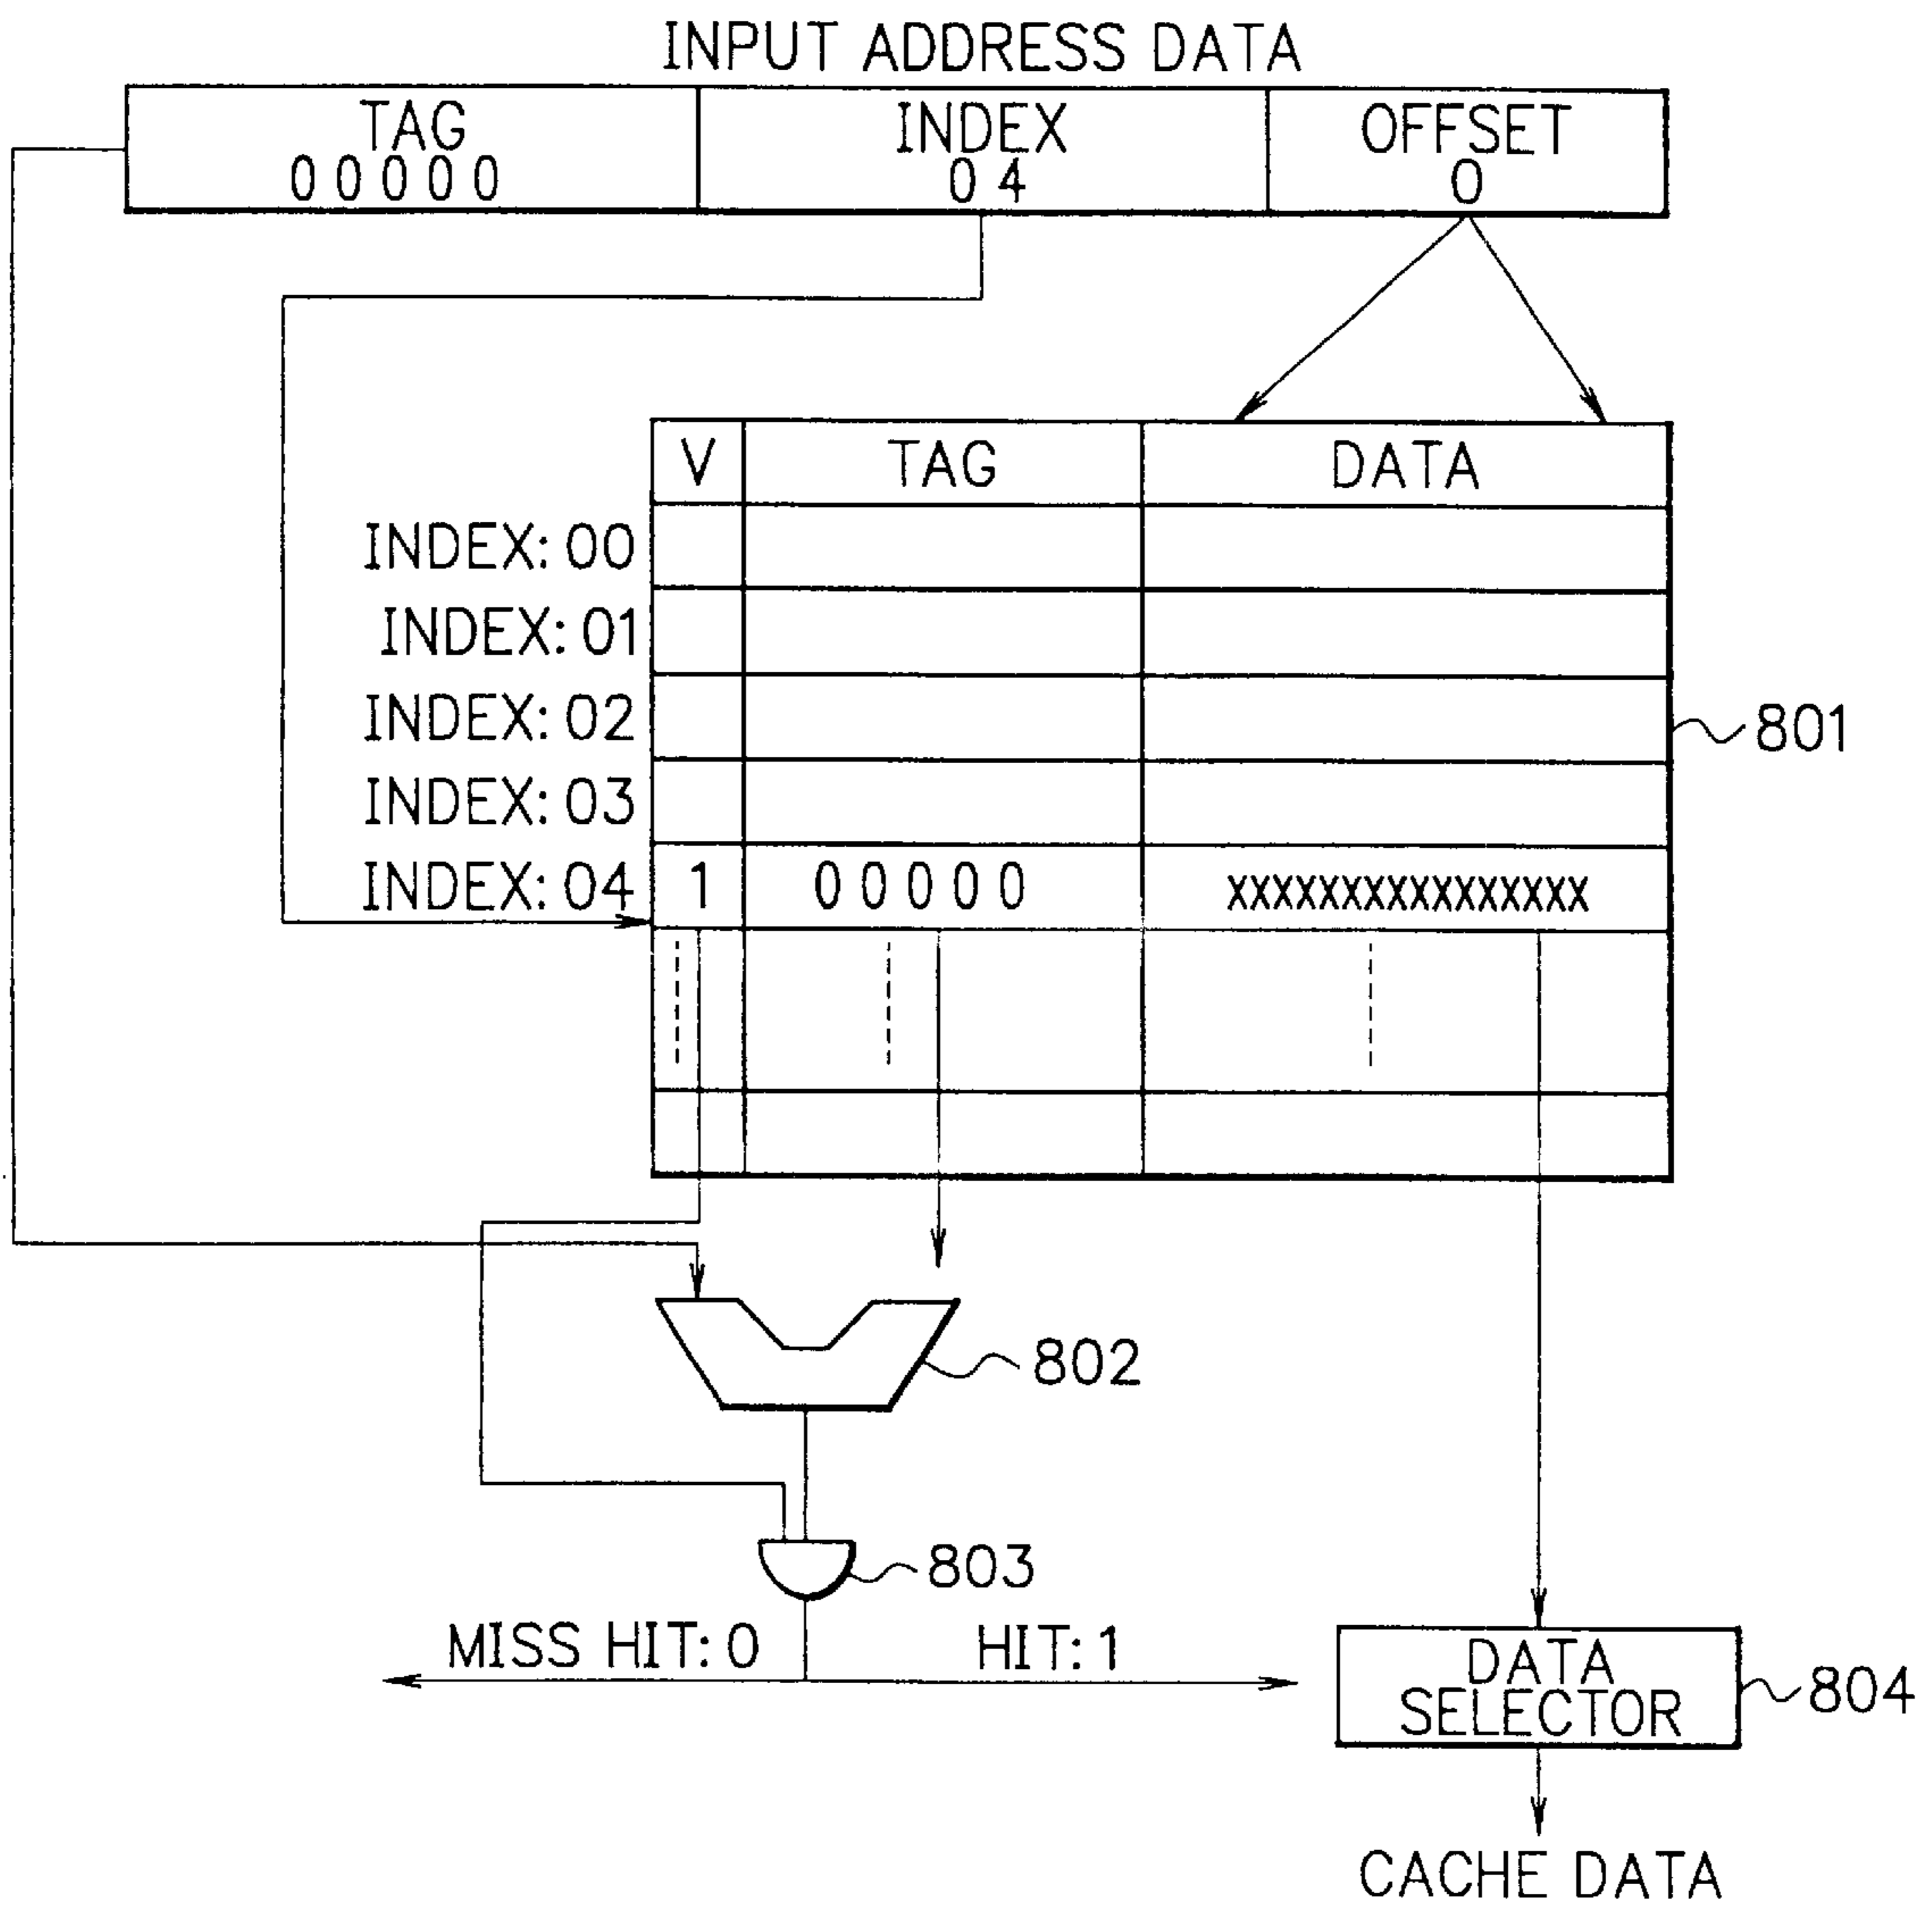 INPUT ADDRESS DATA
TAG INDEX OFFSET
00000 04 0
V TAG DATA
INDEX: 00
INDEX: 01
INDEX: 02
801
INDEX: 03
INDEX: 04 1 00000 XXXXXXXXXXXXXXXX
802
803
MISS HIT: 0 HIT: 1
DATA
SELECTOR
804
CACHE DATA